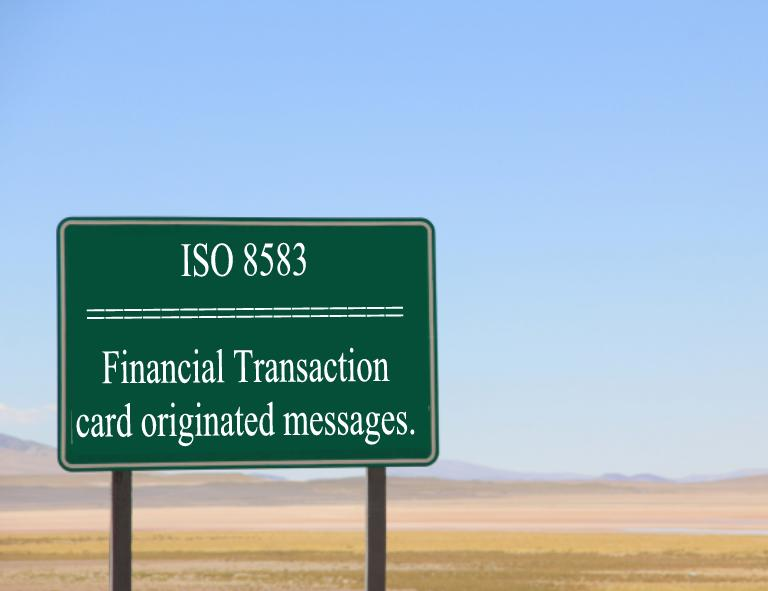 ISO 8583
==================
Financial Transaction
card originated messages.